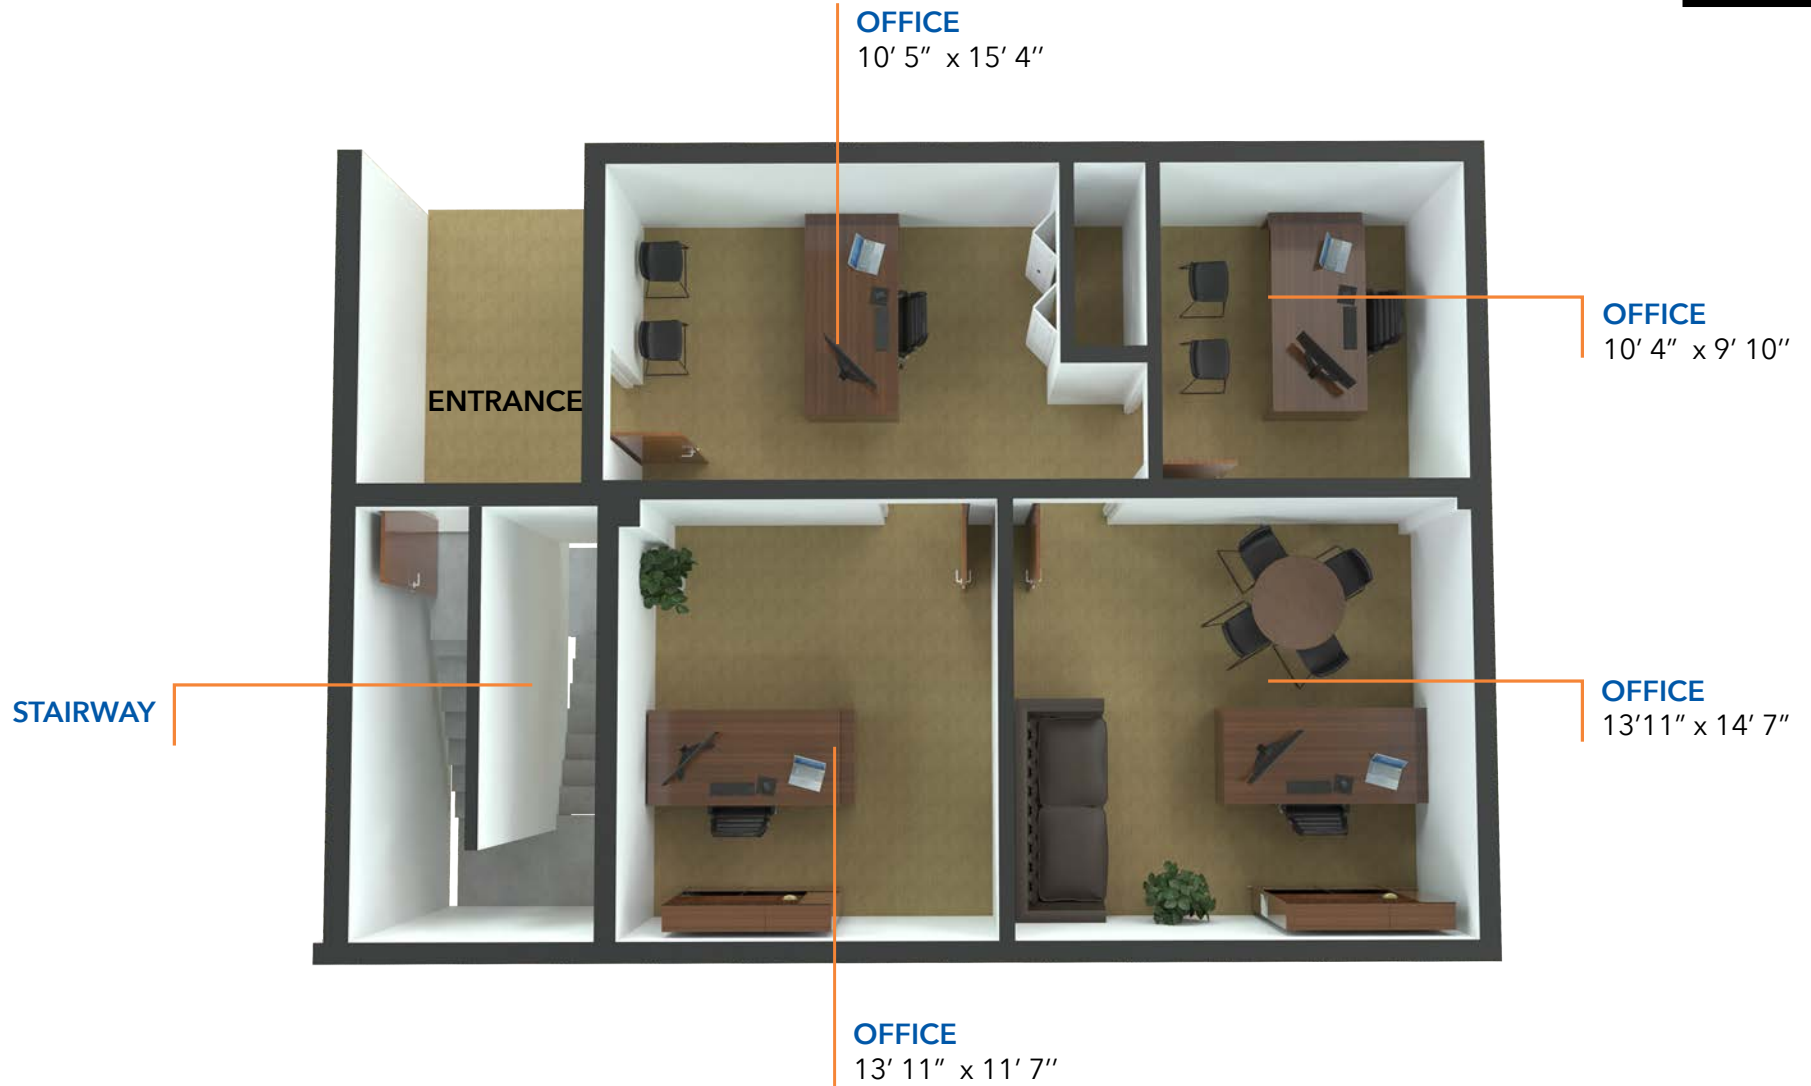 OFFICE
10' 5" x 15' 4"
ENTRANCE
OFFICE
10' 4" x 9' 10"
STAIRWAY
OFFICE
13'11" x 14' 7"
OFFICE
13' 11" x 11' 7"